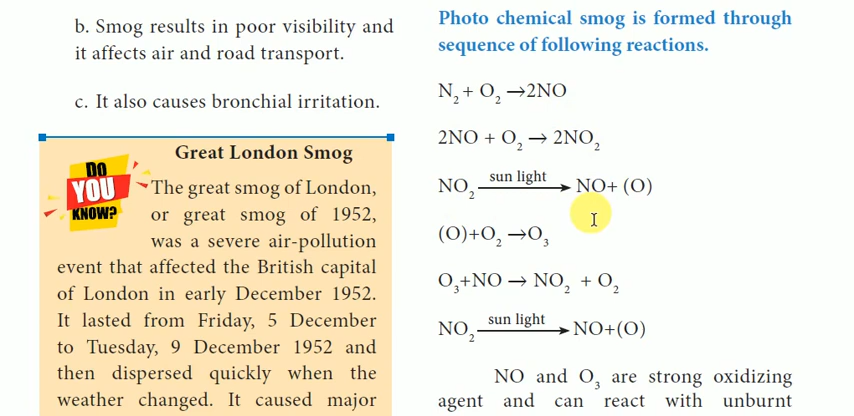 b. Smog results in poor visibility and
it affects air and road transport.
c. It also causes bronchial irritation.
DO
YOU
KNOW?
Great London Smog
The great smog of London,
or great smog of 1952,
was a severe air-pollution
event that affected the British capital
of London in early December 1952.
It lasted from Friday, 5 December
to Tuesday, 9 December 1952 and
then dispersed quickly when the
weather changed. It caused major
Photo chemical smog is formed through
sequence of following reactions.
N₂ + O₂ →2NO
2NO + O₂ → 2NO₂
NO₂ sun light → NO+ (O)
(O)+O₂ →O₃
O₃+NO → NO₂ + O₂
NO₂ sun light → NO+(O)
NO and O₃ are strong oxidizing
agent and can react with unburnt